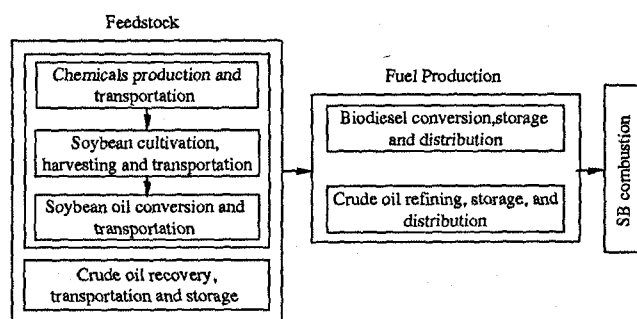 Feedstock
Chemicals production and
transportation
Soybean cultivation,
harvesting and transportation
Soybean oil conversion and
transportation
Crude oil recovery,
transportation and storage
Fuel Production
Biodiesel conversion,storage
and distribution
Crude oil refining, storage, and
distribution
SB combustion